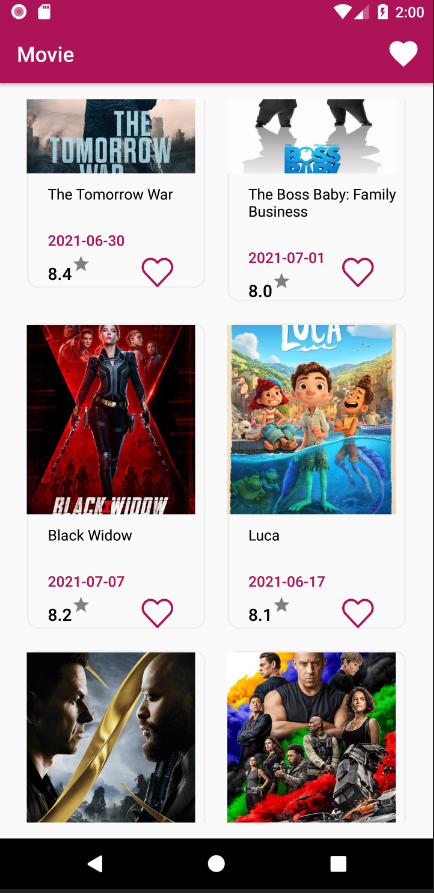 2:00
Movie
THE
TOMORROW
WAR
BOSS
BABY
The Tomorrow War
The Boss Baby: Family
Business
2021-06-30
2021-07-01
8.4
8.0
LUCA
BLACK WIDOW
Black Widow
Luca
2021-07-07
2021-06-17
8.2
8.1